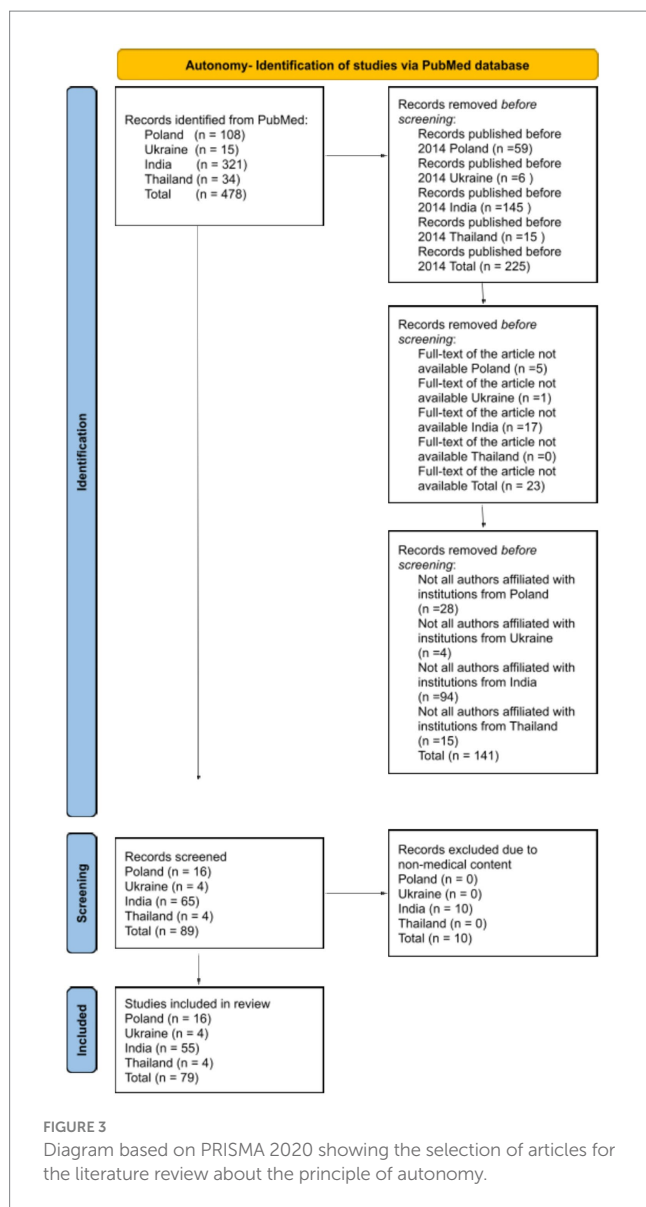 Autonomy- Identification of studies via PubMed database
Identification
Records identified from PubMed:
Poland (n = 108)
Ukraine (n = 15)
India (n = 321)
Thailand (n = 34)
Total (n = 478)
Records removed before
screening:
Records published before
2014 Poland (n =59)
Records published before
2014 Ukraine (n =6 )
Records published before
2014 India (n =145 )
Records published before
2014 Thailand (n =15 )
Records published before
2014 Total (n = 225)
Records removed before
screening:
Full-text of the article not
available Poland (n =5)
Full-text of the article not
available Ukraine (n =1)
Full-text of the article not
available India (n =17)
Full-text of the article not
available Thailand (n =0)
Full-text of the article not
available Total (n = 23)
Records removed before
screening:
Not all authors affiliated with
institutions from Poland
(n =28)
Not all authors affiliated with
institutions from Ukraine
(n =4)
Not all authors affiliated with
institutions from India
(n =94)
Not all authors affiliated with
institutions from Thailand
(n =15)
Total (n = 141)
Screening
Records screened
Poland (n = 16)
Ukraine (n = 4)
India (n = 65)
Thailand (n = 4)
Total (n = 89)
Records excluded due to
non-medical content
Poland (n = 0)
Ukraine (n = 0)
India (n = 10)
Thailand (n = 0)
Total (n = 10)
Included
Studies included in review
Poland (n = 16)
Ukraine (n = 4)
India (n = 55)
Thailand (n = 4)
Total (n = 79)
FIGURE 3
Diagram based on PRISMA 2020 showing the selection of articles for
the literature review about the principle of autonomy.